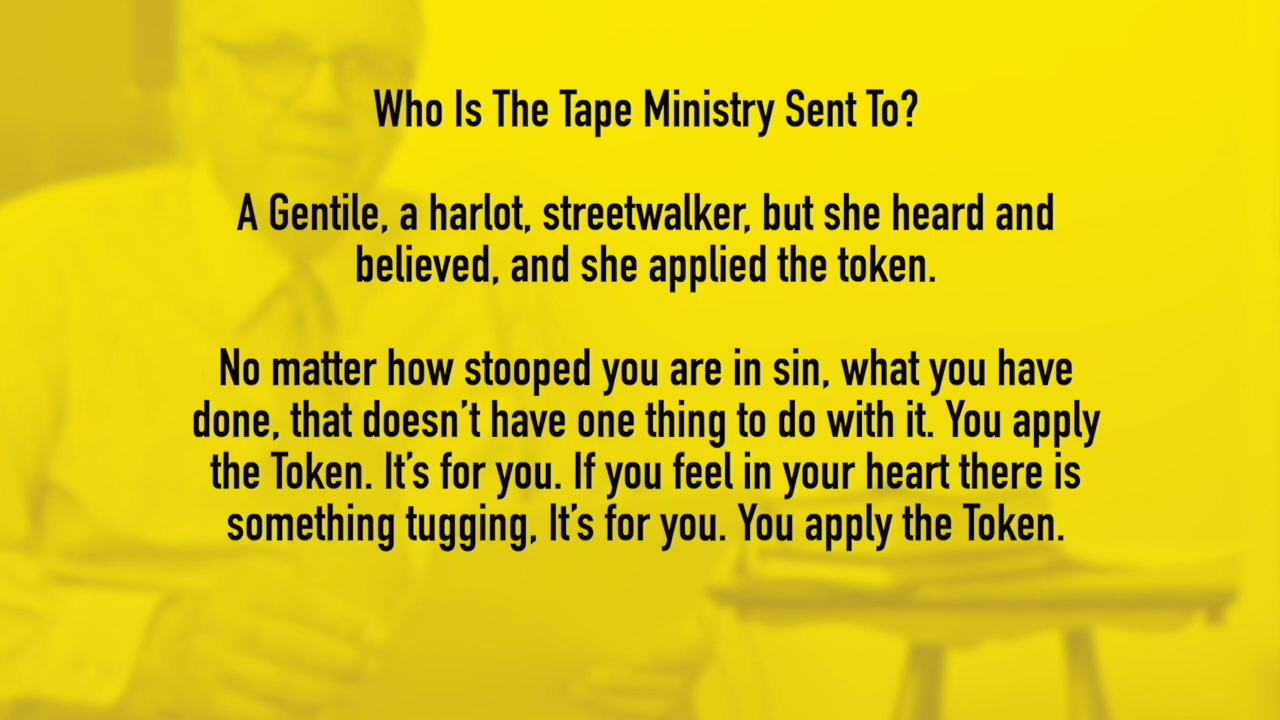 Who Is The Tape Ministry Sent To?
A Gentile, a harlot, streetwalker, but she heard and
believed, and she applied the token.
No matter how stooped you are in sin, what you have
done, that doesn’t have one thing to do with it. You apply
the Token. It’s for you. If you feel in your heart there is
something tugging, It’s for you. You apply the Token.